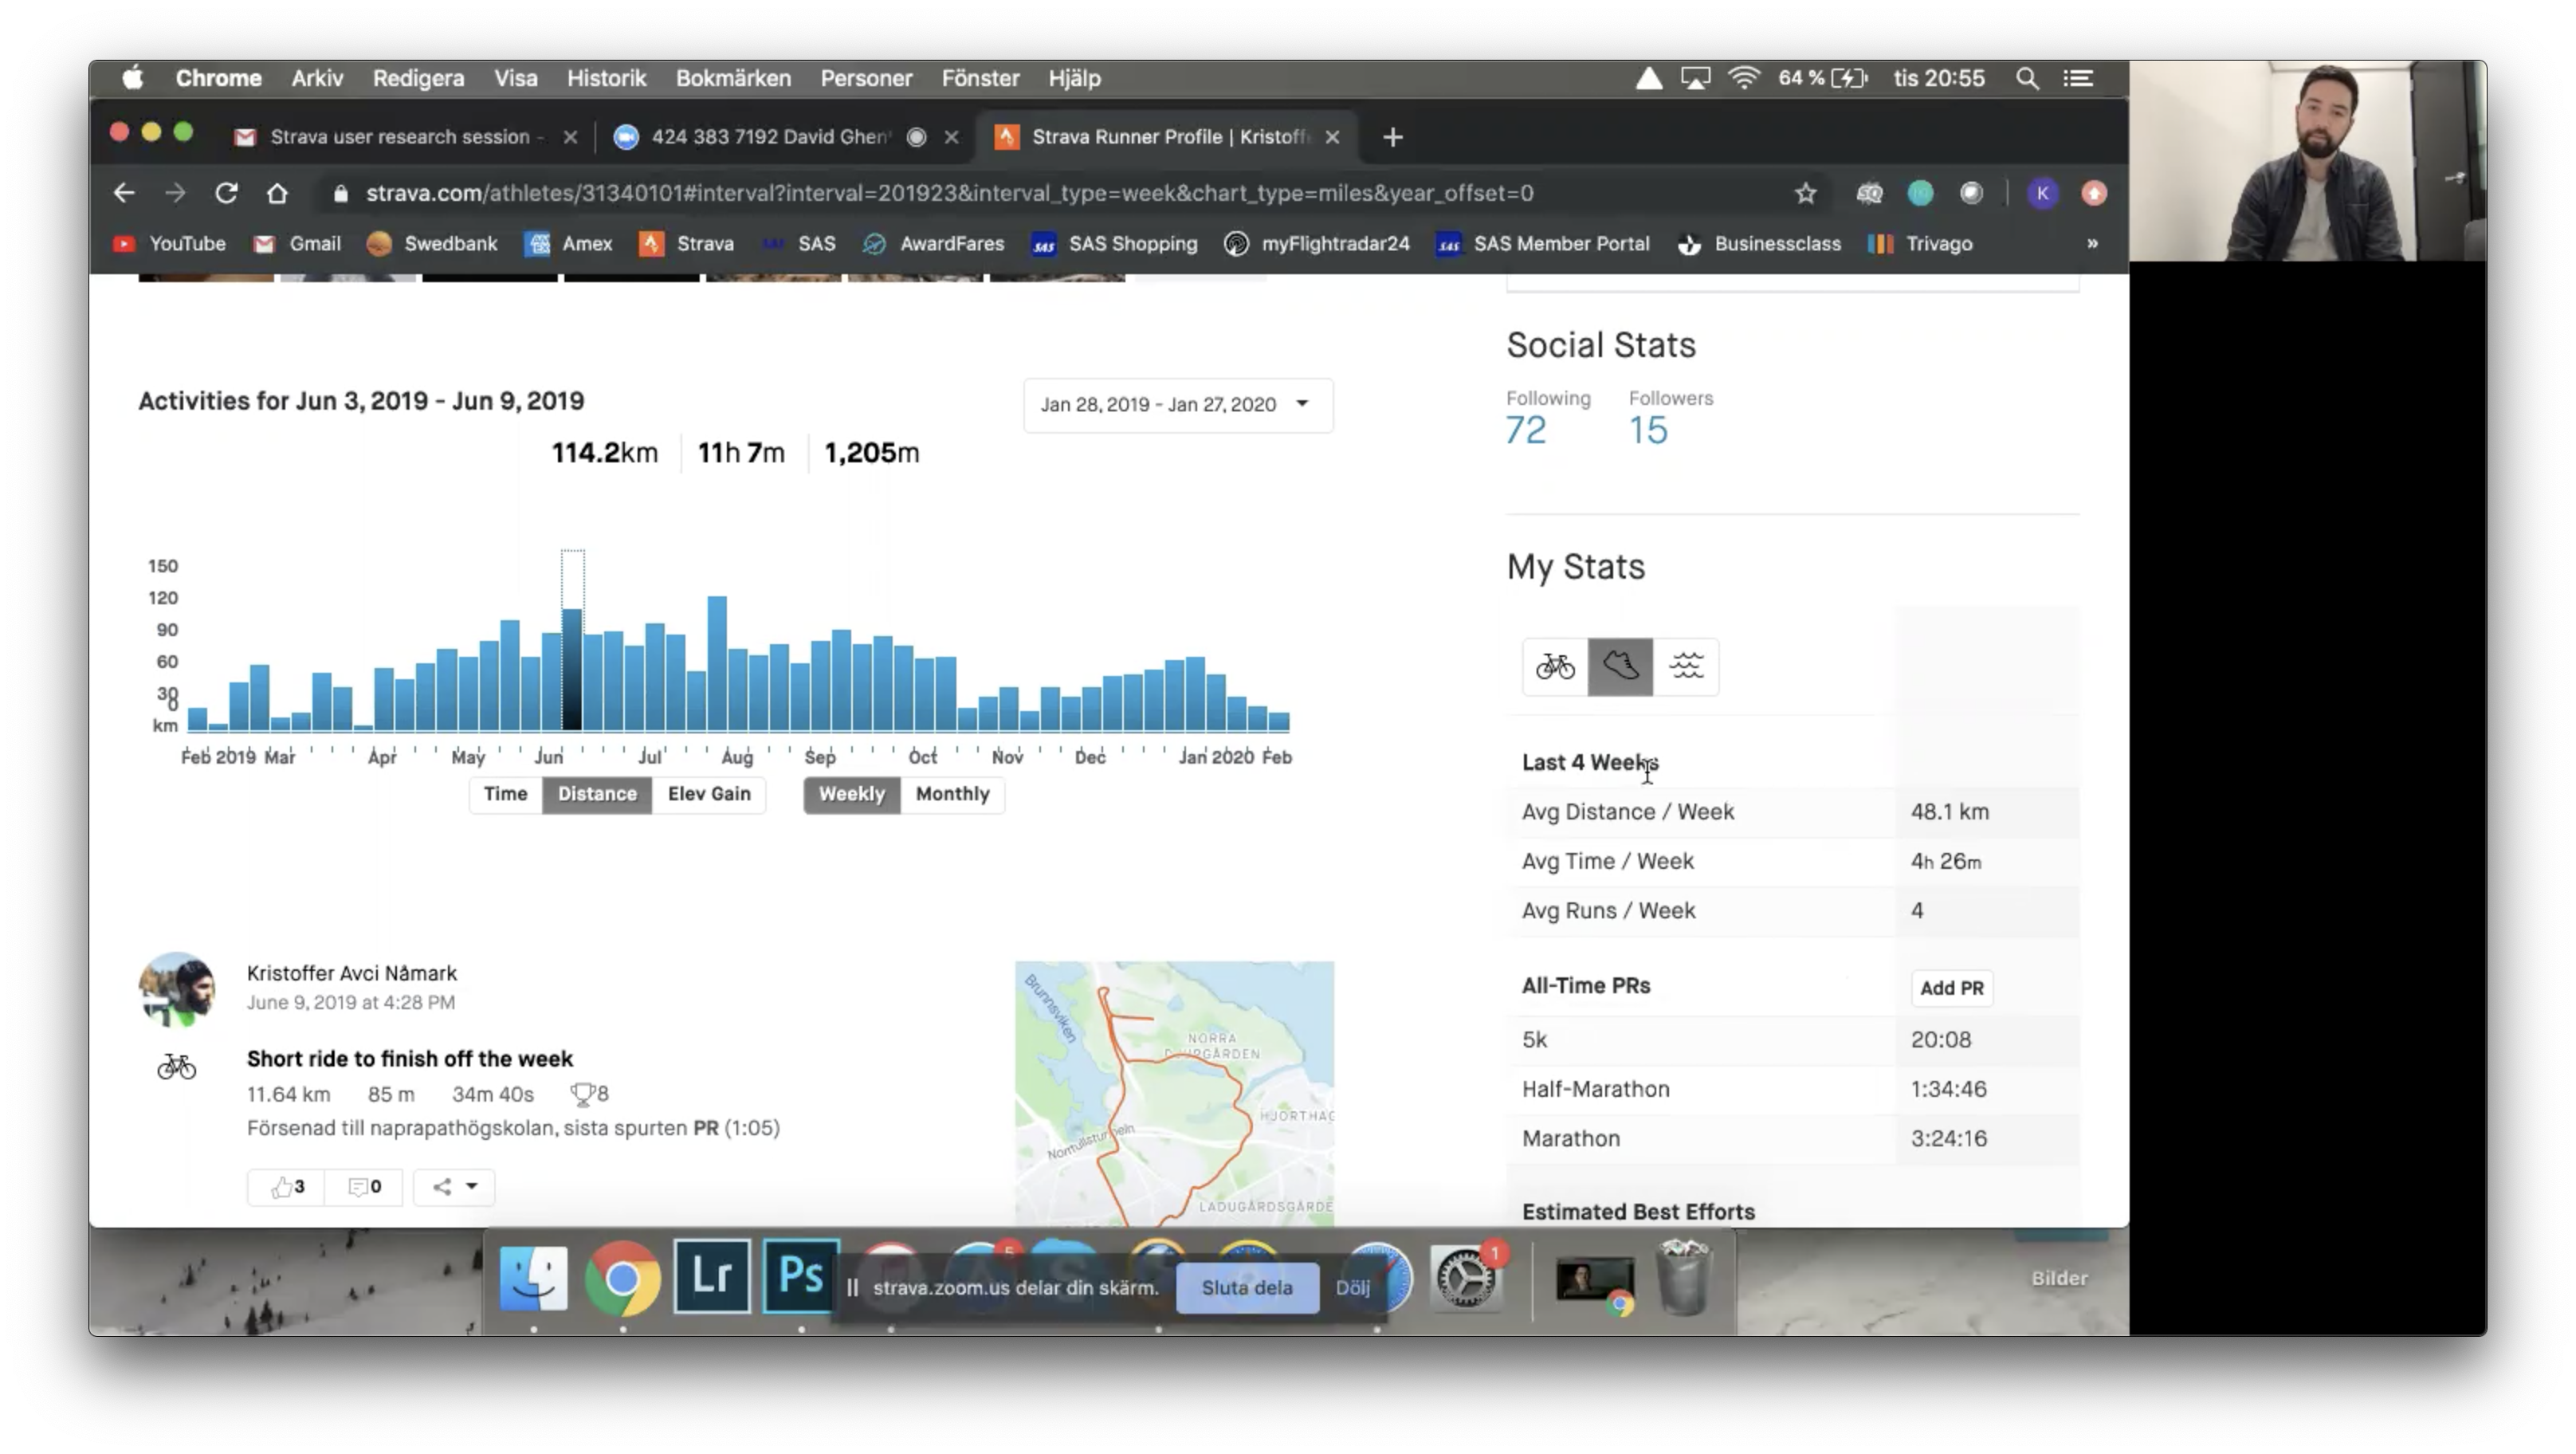 Chrome Arkiv Redigera Visa Historik Bokmärken Personer Fönster Hjälp 64 % tis 20:55
Strava user research session - 424 383 7192 David Ghen Strava Runner Profile | Kristoff
strava.com/athletes/31340101#interval?interval=201923&interval_type=week&chart_type=miles&year_offset=0 K
YouTube Gmail Swedbank Amex Strava SAS AwardFares SAS Shopping myFlightradar24 SAS Member Portal Businessclass Trivago »
Activities for Jun 3, 2019 - Jun 9, 2019
Jan 28, 2019 - Jan 27, 2020
114.2km 11h 7m 1,205m
150
120
90
60
30
0
km
Feb 2019 Mar Apr May Jun Jul Aug Sep Oct Nov Dec Jan 2020 Feb
Time Distance Elev Gain Weekly Monthly
Kristoffer Avci Nåmark
June 9, 2019 at 4:28 PM
Short ride to finish off the week
11.64 km 85 m 34m 40s 8
Försenad till naprapathögskolan, sista spurten PR (1:05)
3 0
Brunnsviken
NORRA
HJORTHAG
LADUGÅRDSGÄRDE
Social Stats
Following Followers
72 15
My Stats
Last 4 Weeks
Avg Distance / Week 48.1 km
Avg Time / Week 4h 26m
Avg Runs / Week 4
All-Time PRs Add PR
5k 20:08
Half-Marathon 1:34:46
Marathon 3:24:16
Estimated Best Efforts
Lr Ps 5 1
strava.zoom.us delar din skärm. Sluta dela Dölj
Bilder